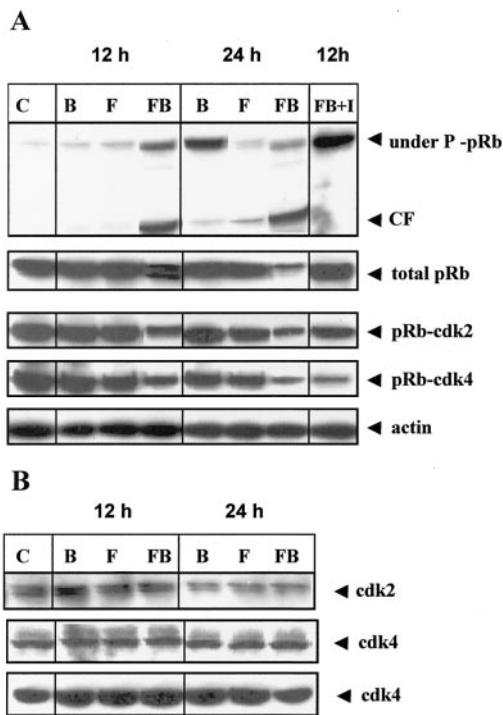 A
12 h 24 h 12h
C B F FB B F FB FB+I
under P -pRb
CF
total pRb
pRb-cdk2
pRb-cdk4
actin
B
12 h 24 h
C B F FB B F FB
cdk2
cdk4
cdk4